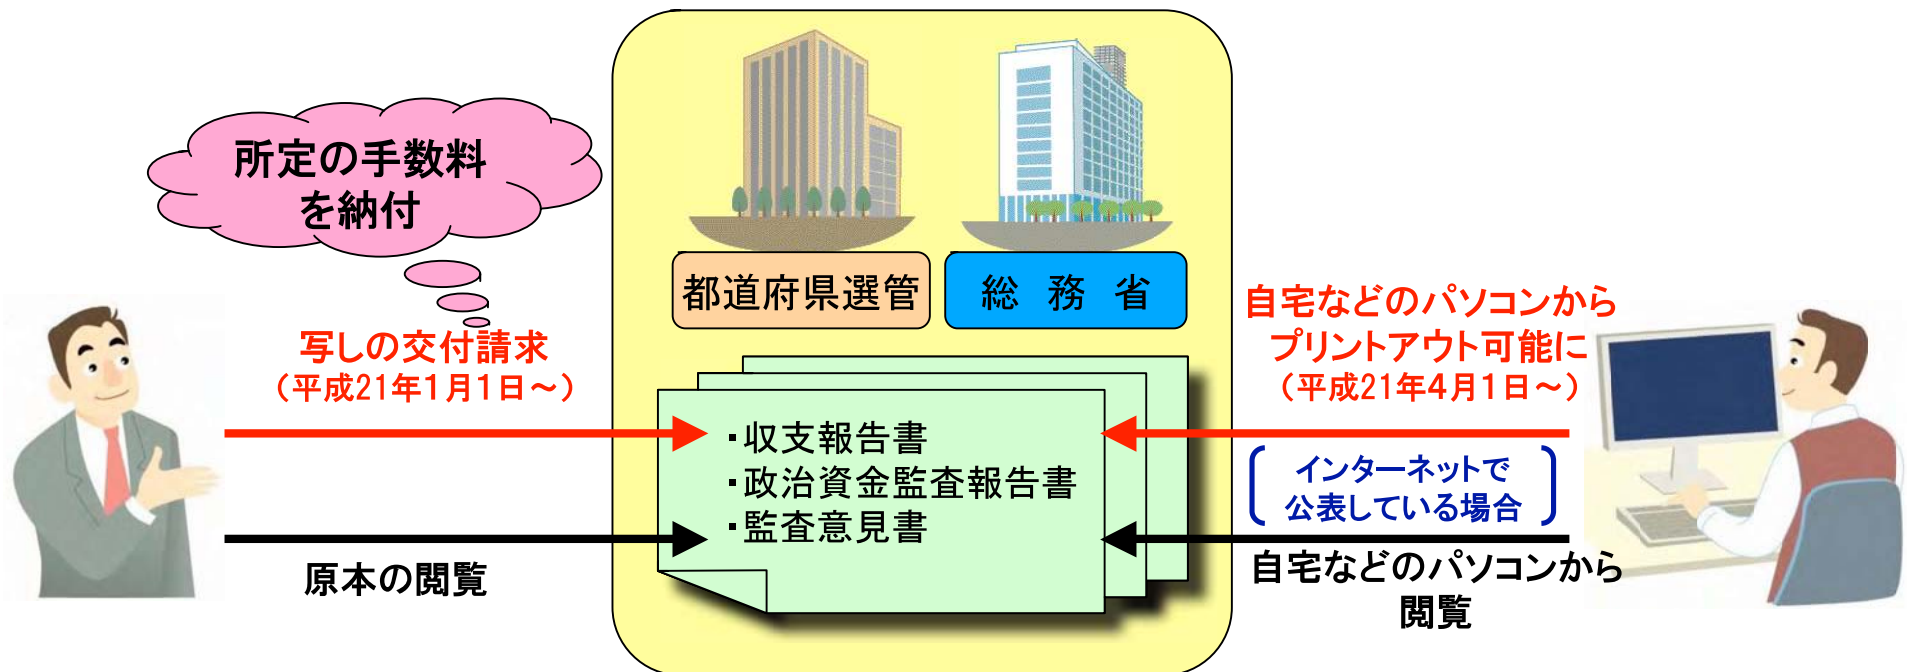 所定の手数料
を納付
都道府県選管
総務省
写しの交付請求
（平成21年1月1日～）
自宅などのパソコンから
プリントアウト可能に
（平成21年4月1日～）
・収支報告書
・政治資金監査報告書
・監査意見書
インターネットで
公表している場合
原本の閲覧
自宅などのパソコンから
閲覧